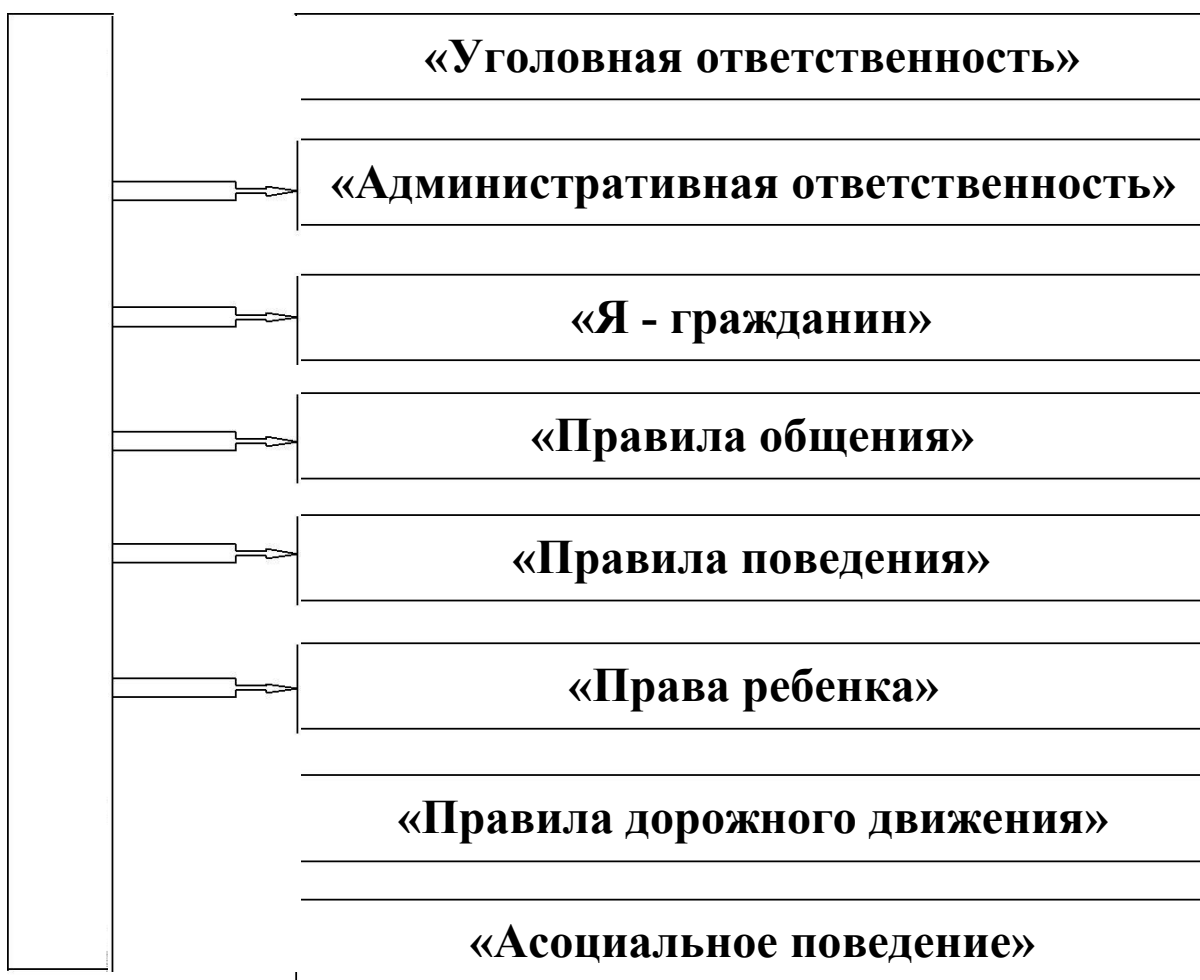 «Уголовная ответственность»
«Административная ответственность»
«Я - гражданин»
«Правила общения»
«Правила поведения»
«Права ребенка»
«Правила дорожного движения»
«Асоциальное поведение»